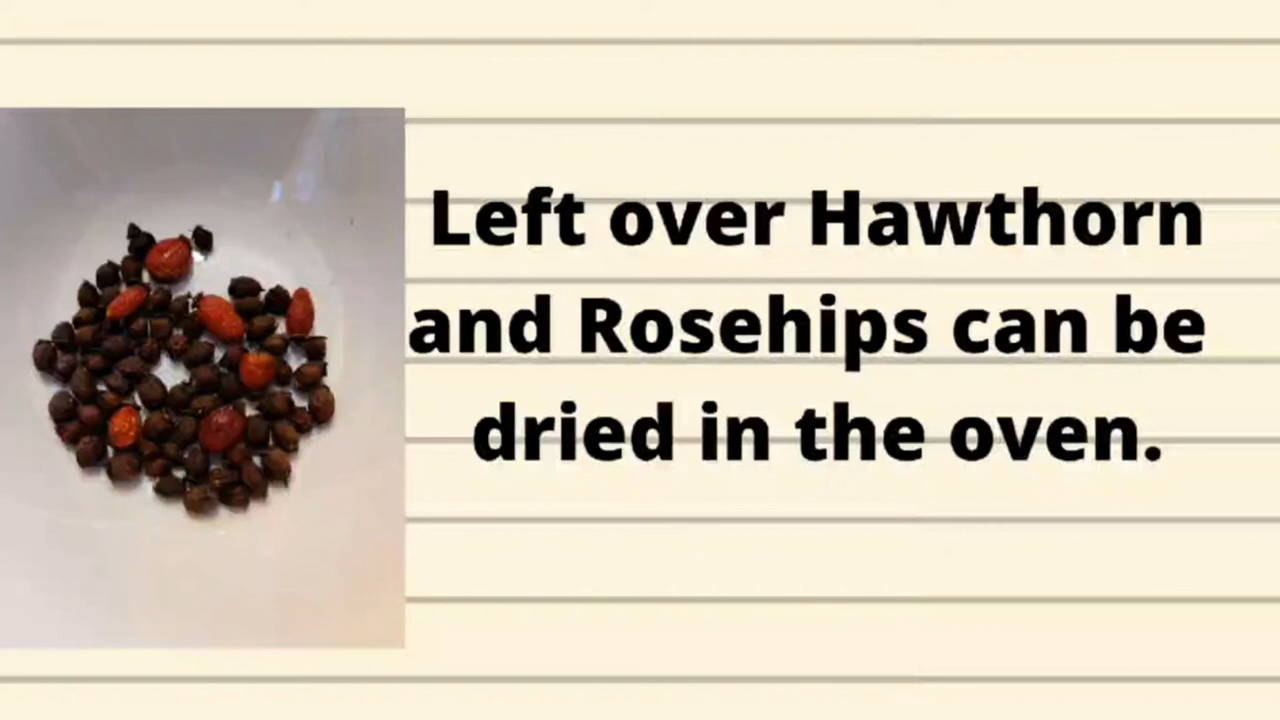 Left over Hawthorn
and Rosehips can be
dried in the oven.